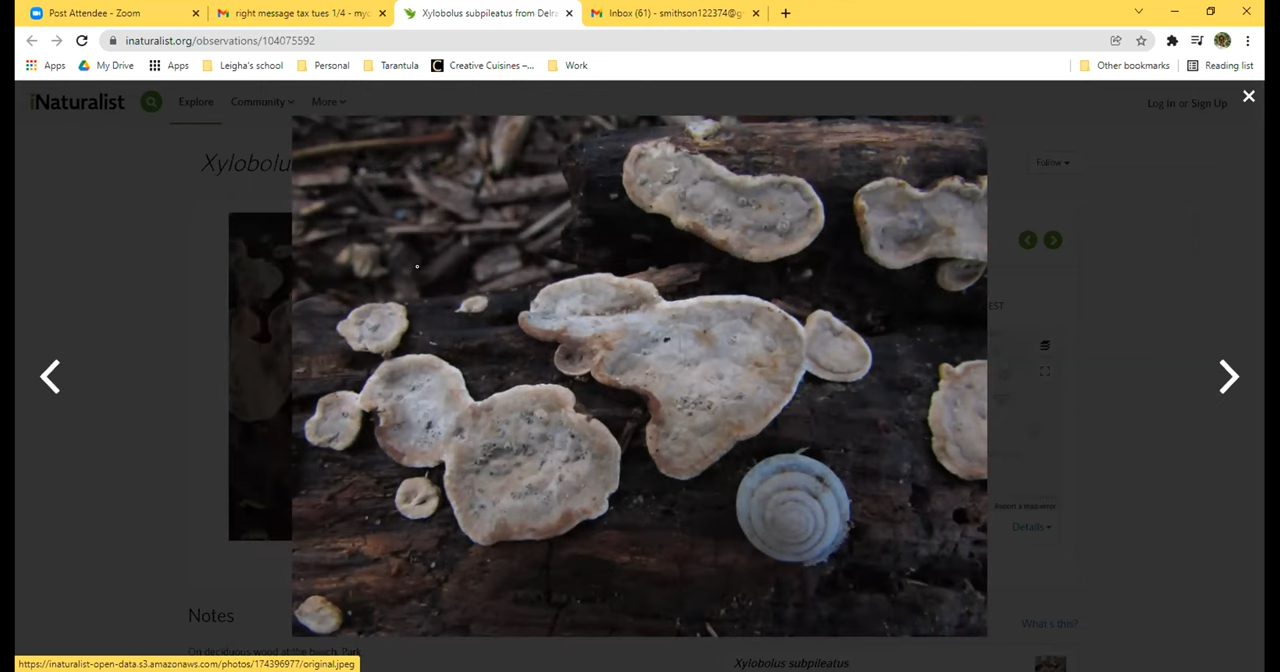 Post Attendee - Zoom
right message tax tues 1/4 - myc
Xylobolus subpileatus from Delra
Inbox (61) - smithson122374@g
inaturalist.org/observations/104075592
Apps
My Drive
Apps
Leigha's school
Personal
Tarantula
Creative Cuisines –...
Work
Other bookmarks
Reading list
iNaturalist
Explore
Community
More
Log In or Sign Up
Xylobolu
Follow
EST
Details
Notes
What's this?
On deciduous wood at the beach. Park
Xylobolus subpileatus
https://inaturalist-open-data.s3.amazonaws.com/photos/174396977/original.jpeg